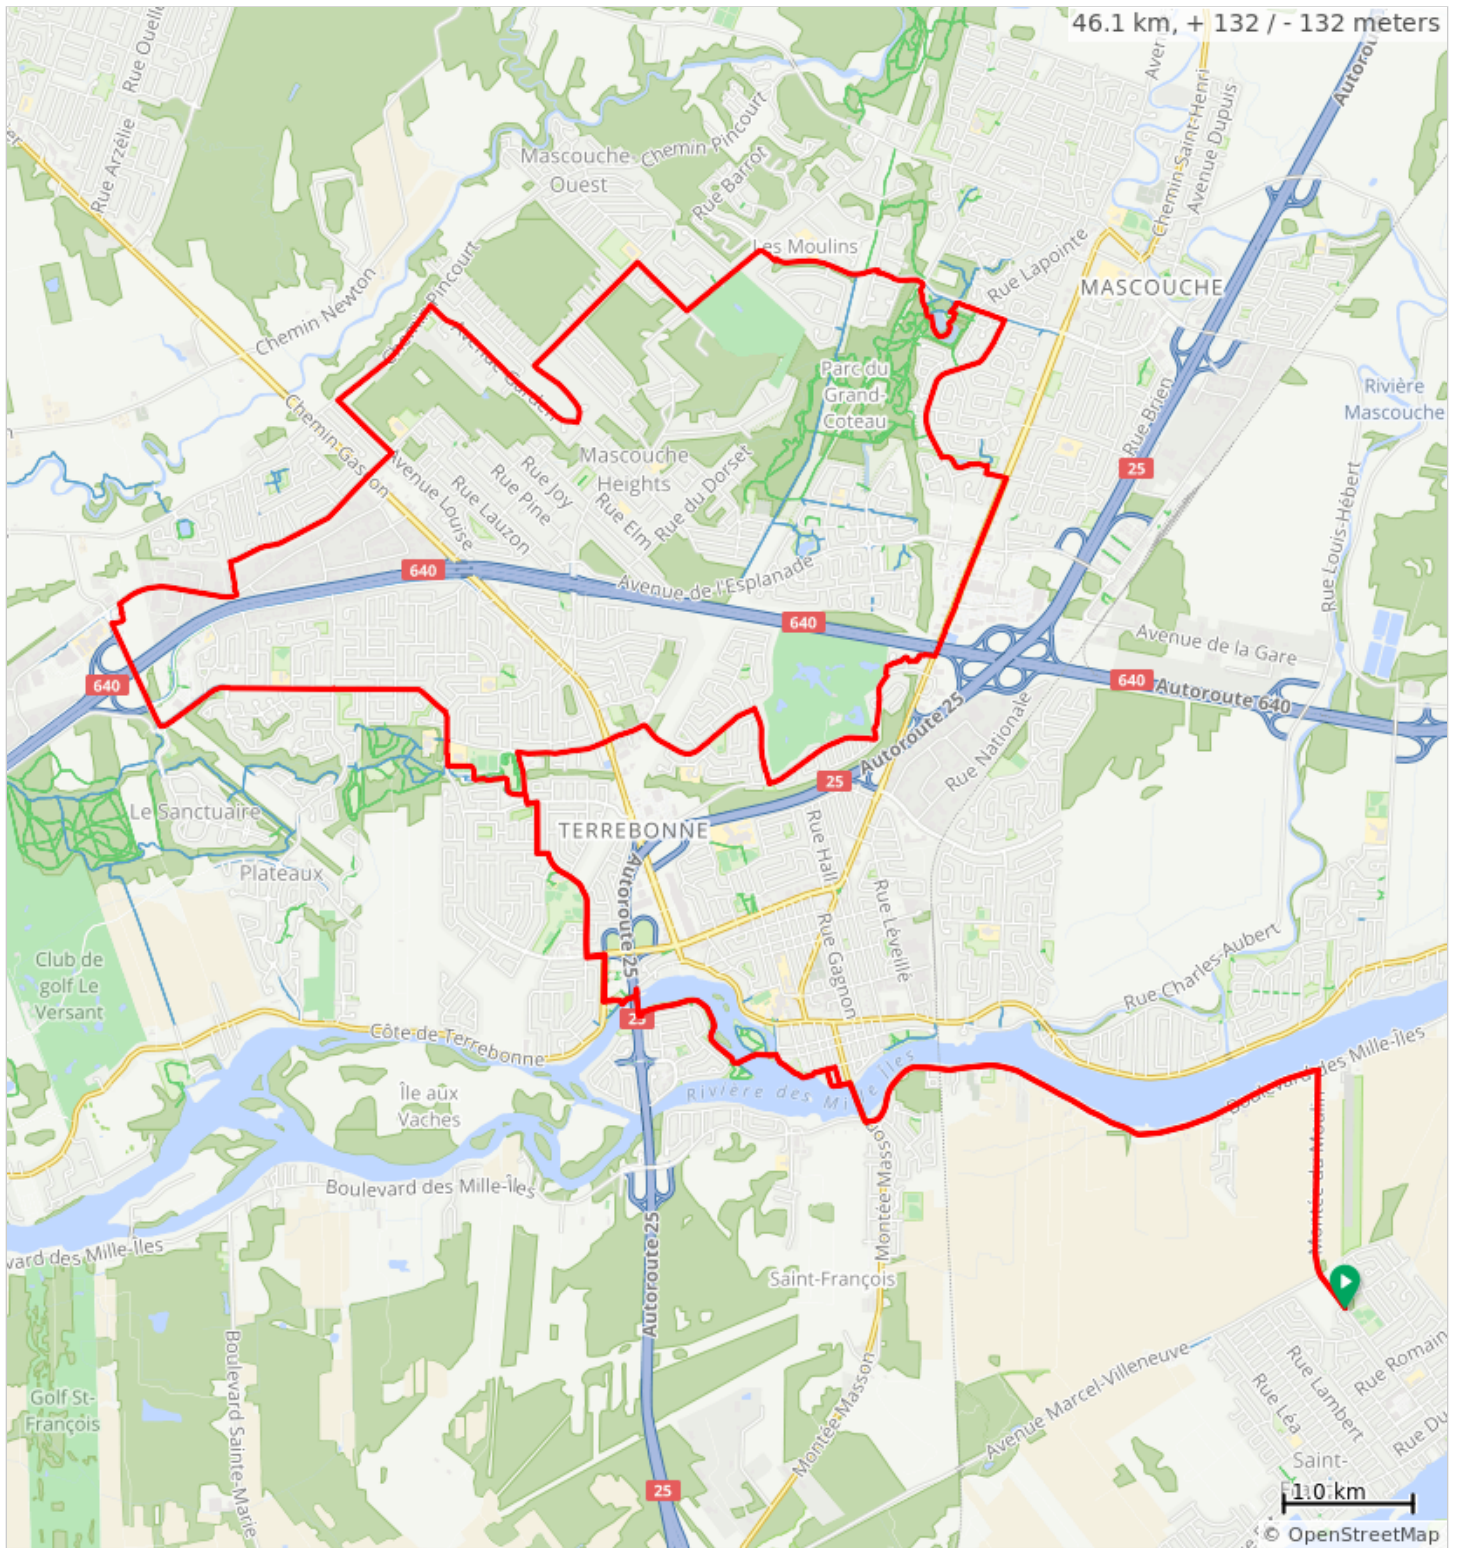 46.1 km, + 132 / - 132 meters
Rue Ouelle
Rue Arzélie
Autorou
Chemin-Saint-Henri
Avenue Dupuis
Chemin Pincourt
Mascouche
Ouest
Rue Barrot
Les Moulins
Rue Lapointe
MASCOUCHE
Chemin Newton
Chemin Pincourt
Avenue Garden
Parc du
Grand-
Coteau
Rivière
Mascouche
Rue Brien
25
Chemin Gascon
Avenue Louise
Rue Lauzon
Rue Pine
Rue Joy
Rue Elm
Mascouche
Heights
Rue du Dorset
Rue Louis-Hébert
640
Avenue de l'Esplanade
640
Avenue de la Gare
640
640
Autoroute 640
Autoroute 25
Rue Nationale
25
Le Sanctuaire
TERREBONNE
Rue Hall
Plateaux
Autoroute 25
Rue Léveillé
Rue Gagnon
Club de
golf Le
Versant
Rue Charles-Aubert
25
Côte de Terrebonne
Boulevard des Mille-Îles
Île aux
Vaches
Rivière des Mille Îles
Boulevard des Mille-Îles
Montée Masson
Montée du Moulin
vard des Mille-Îles
Saint-François
Autoroute 25
Boulevard Sainte-Marie
Montée Masson
Avenue Marcel-Villeneuve
Rue Romain
Rue Lambert
Rue Léa
Rue Du
Golf St-
François
25
Saint-
1.0 km
© OpenStreetMap